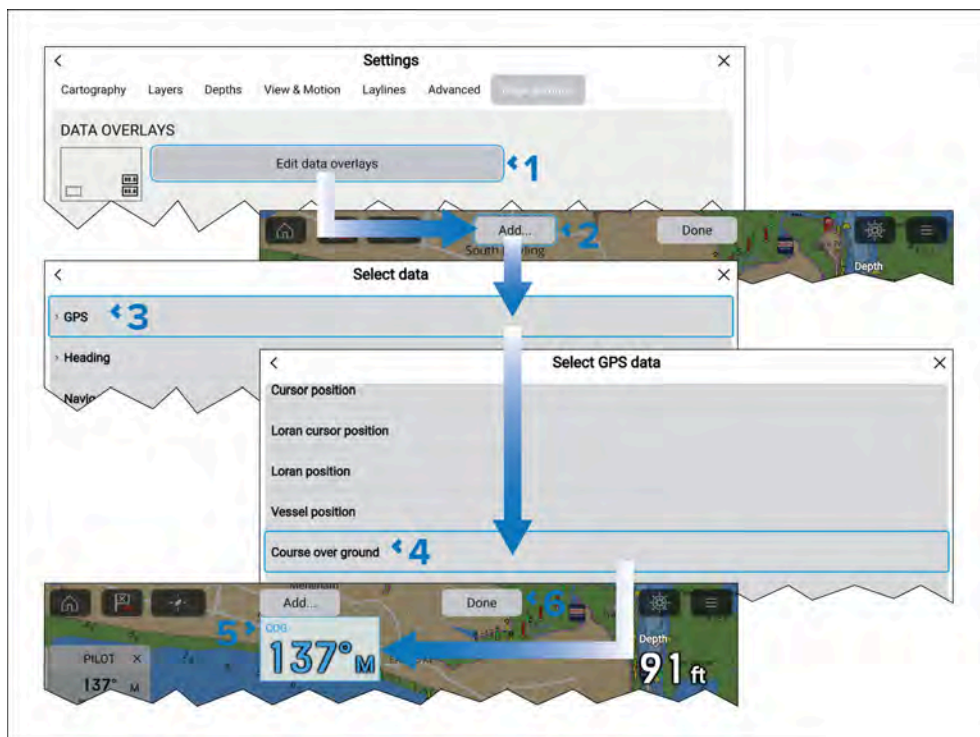 Settings
Cartography Layers Depths View & Motion Laylines Advanced
DATA OVERLAYS
Edit data overlays
1
Add...
2
Done
Depth
Select data
GPS
3
Heading
Navig
Select GPS data
Cursor position
Loran cursor position
Loran position
Vessel position
Course over ground
4
Add...
Done
6
5
COG
137° M
PILOT X
137° M
Depth
91 ft